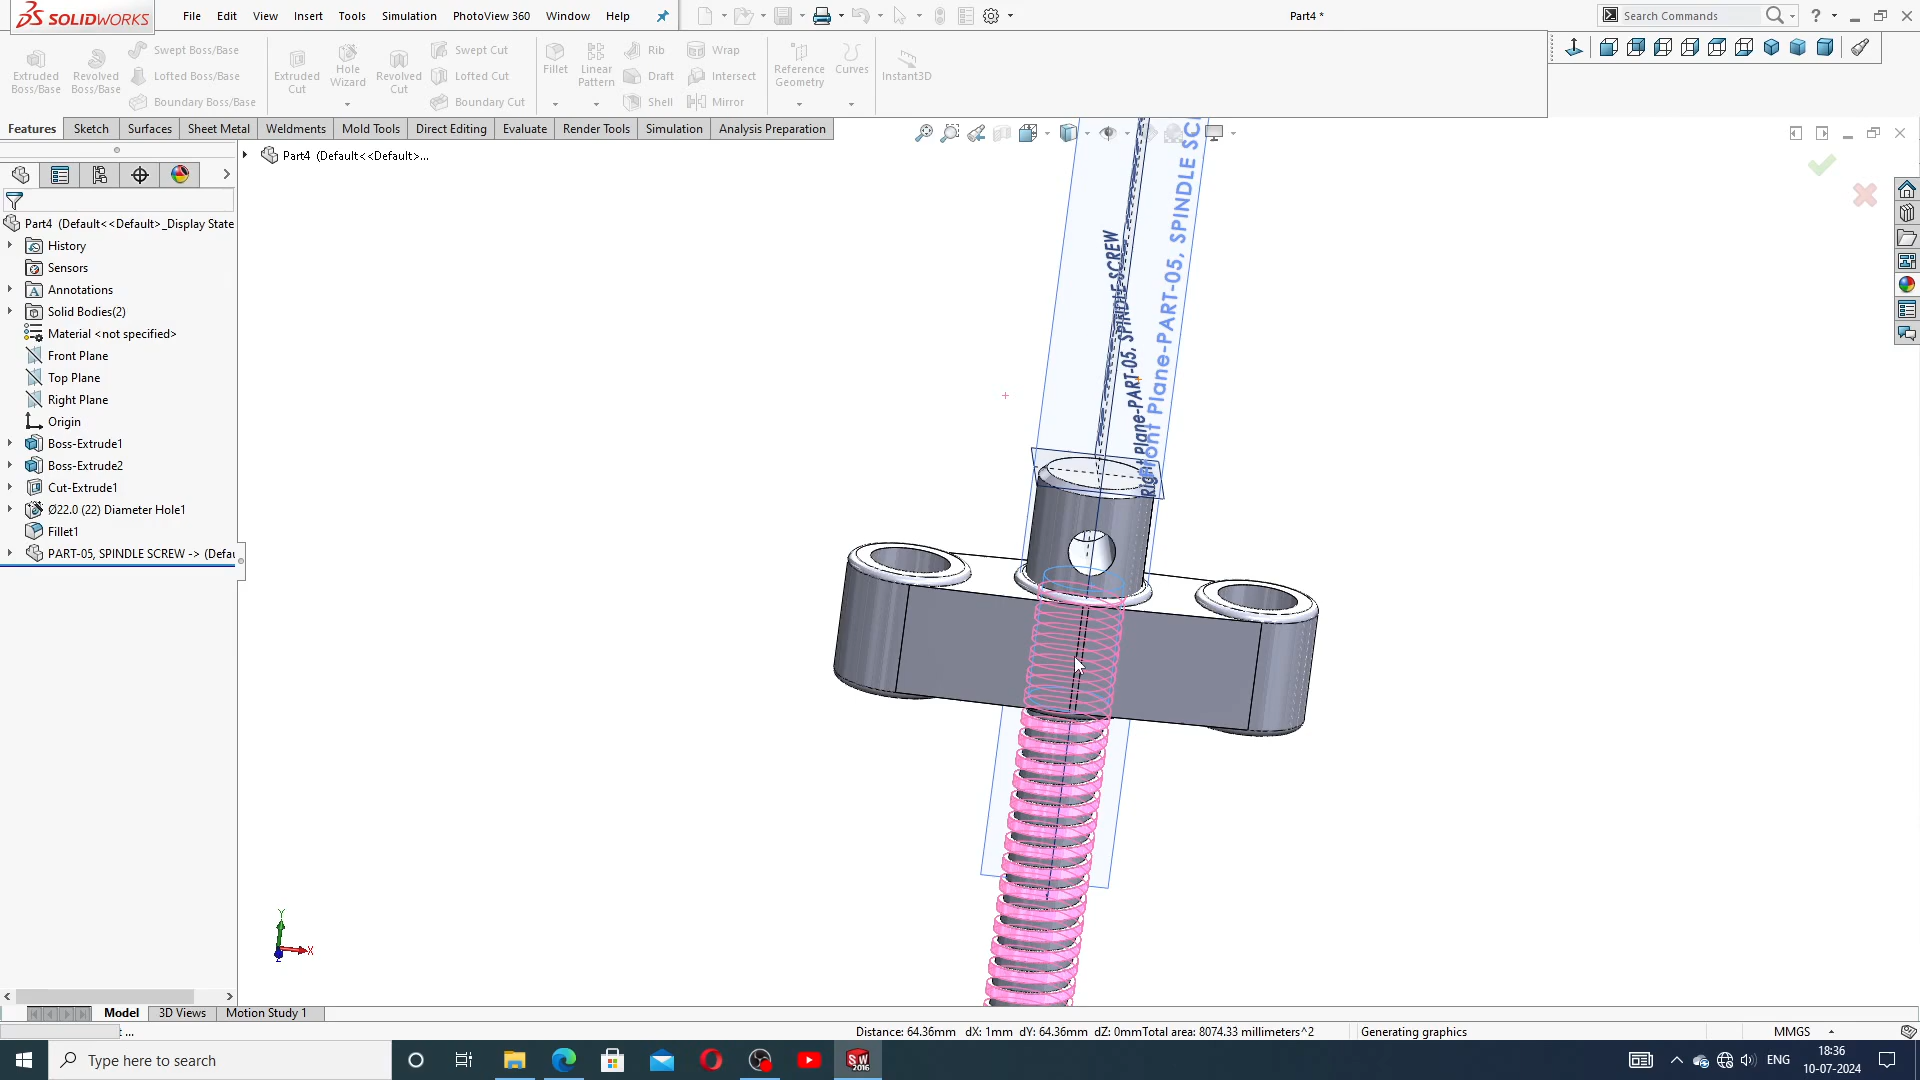 SOLIDWORKS
File Edit View Insert Tools Simulation PhotoView 360 Window Help
Part4 *
Search Commands
Extruded Boss/Base
Revolved Boss/Base
Swept Boss/Base
Lofted Boss/Base
Boundary Boss/Base
Extruded Cut
Hole Wizard
Revolved Cut
Swept Cut
Lofted Cut
Boundary Cut
Fillet
Linear Pattern
Rib
Draft
Shell
Wrap
Intersect
Mirror
Reference Geometry
Curves
Instant3D
Features Sketch Surfaces Sheet Metal Weldments Mold Tools Direct Editing Evaluate Render Tools Simulation Analysis Preparation
Part4 (Default<<Default>...
Part4 (Default<<Default>_Display State
History
Sensors
Annotations
Solid Bodies(2)
Material <not specified>
Front Plane
Top Plane
Right Plane
Origin
Boss-Extrude1
Boss-Extrude2
Cut-Extrude1
Ø22.0 (22) Diameter Hole1
Fillet1
PART-05, SPINDLE SCREW -> (Defau
Right Plane-PART-05, SPINDLE SCREW
Front Plane-PART-05, SPINDLE SC
Y
X
Z
Model 3D Views Motion Study 1
Distance: 64.36mm dX: 1mm dY: 64.36mm dZ: 0mmTotal area: 8074.33 millimeters^2
Generating graphics
MMGS
Type here to search
SW
2016
ENG
18:36
10-07-2024